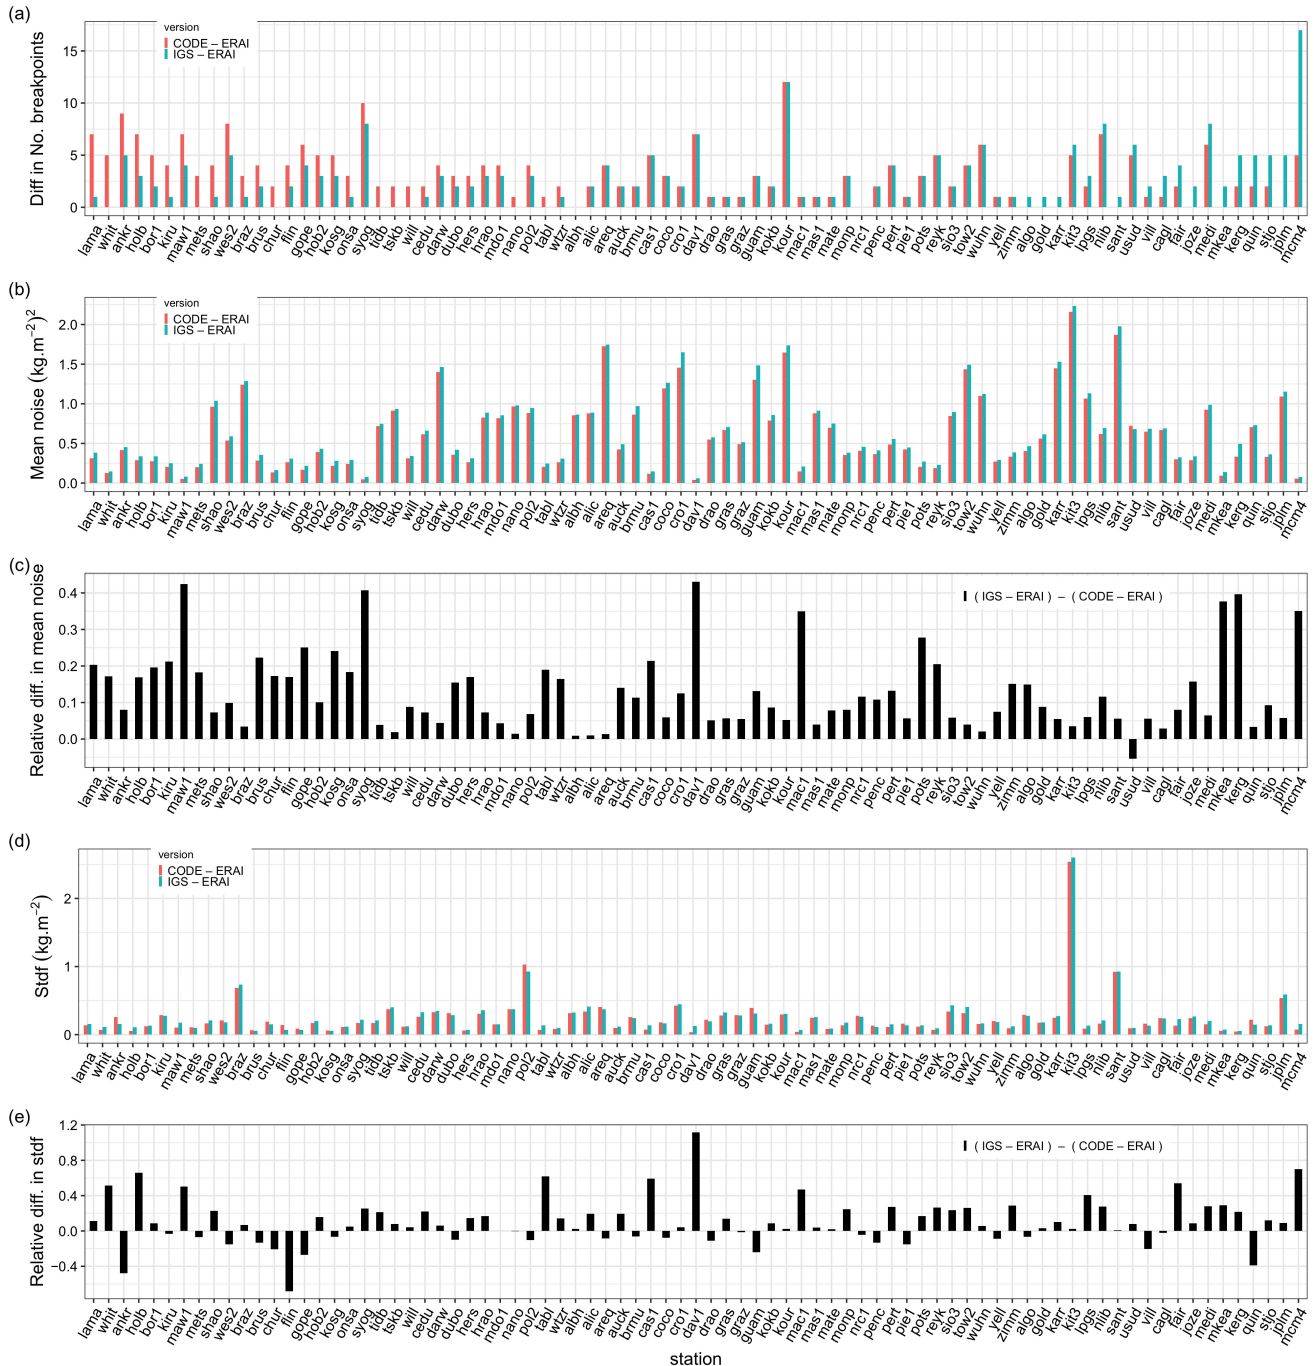 (a)
Diff in No. breakpoints
15
10
5
0
version
CODE – ERAI
IGS – ERAI
lama whit ankr holb bor1 kiru maw1 mets shao wes2 braz brus chur flin gope hob2 kosg onsa syog tidb tskb will cedu darw dubo hers hrao mdo1 nano pol2 tabl wtzr albh alic areq auck brmu cas1 coco cro1 dav1 drao gras graz guam kokb kour mac1 mas1 mate monp nrc1 penc pert pie1 pots reyk sio3 tow2 wuhn yell zimm algo gold karr kit3 lpgs nlib sant usud vill cagl fair joze medi mkea kerg quin stjo jplm mcm4
(b)
Mean noise (kg.m−2)2
2.0
1.5
1.0
0.5
0.0
version
CODE – ERAI
IGS – ERAI
lama whit ankr holb bor1 kiru maw1 mets shao wes2 braz brus chur flin gope hob2 kosg onsa syog tidb tskb will cedu darw dubo hers hrao mdo1 nano pol2 tabl wtzr albh alic areq auck brmu cas1 coco cro1 dav1 drao gras graz guam kokb kour mac1 mas1 mate monp nrc1 penc pert pie1 pots reyk sio3 tow2 wuhn yell zimm algo gold karr kit3 lpgs nlib sant usud vill cagl fair joze medi mkea kerg quin stjo jplm mcm4
(c)
Relative diff. in mean noise
0.4
0.3
0.2
0.1
0.0
( IGS – ERAI ) – ( CODE – ERAI )
lama whit ankr holb bor1 kiru maw1 mets shao wes2 braz brus chur flin gope hob2 kosg onsa syog tidb tskb will cedu darw dubo hers hrao mdo1 nano pol2 tabl wtzr albh alic areq auck brmu cas1 coco cro1 dav1 drao gras graz guam kokb kour mac1 mas1 mate monp nrc1 penc pert pie1 pots reyk sio3 tow2 wuhn yell zimm algo gold karr kit3 lpgs nlib sant usud vill cagl fair joze medi mkea kerg quin stjo jplm mcm4
(d)
Stdf (kg.m−2)
2
1
0
version
CODE – ERAI
IGS – ERAI
lama whit ankr holb bor1 kiru maw1 mets shao wes2 braz brus chur flin gope hob2 kosg onsa syog tidb tskb will cedu darw dubo hers hrao mdo1 nano pol2 tabl wtzr albh alic areq auck brmu cas1 coco cro1 dav1 drao gras graz guam kokb kour mac1 mas1 mate monp nrc1 penc pert pie1 pots reyk sio3 tow2 wuhn yell zimm algo gold karr kit3 lpgs nlib sant usud vill cagl fair joze medi mkea kerg quin stjo jplm mcm4
(e)
Relative diff. in stdf
1.2
0.8
0.4
0.0
−0.4
( IGS – ERAI ) – ( CODE – ERAI )
lama whit ankr holb bor1 kiru maw1 mets shao wes2 braz brus chur flin gope hob2 kosg onsa syog tidb tskb will cedu darw dubo hers hrao mdo1 nano pol2 tabl wtzr albh alic areq auck brmu cas1 coco cro1 dav1 drao gras graz guam kokb kour mac1 mas1 mate monp nrc1 penc pert pie1 pots reyk sio3 tow2 wuhn yell zimm algo gold karr kit3 lpgs nlib sant usud vill cagl fair joze medi mkea kerg quin stjo jplm mcm4
station